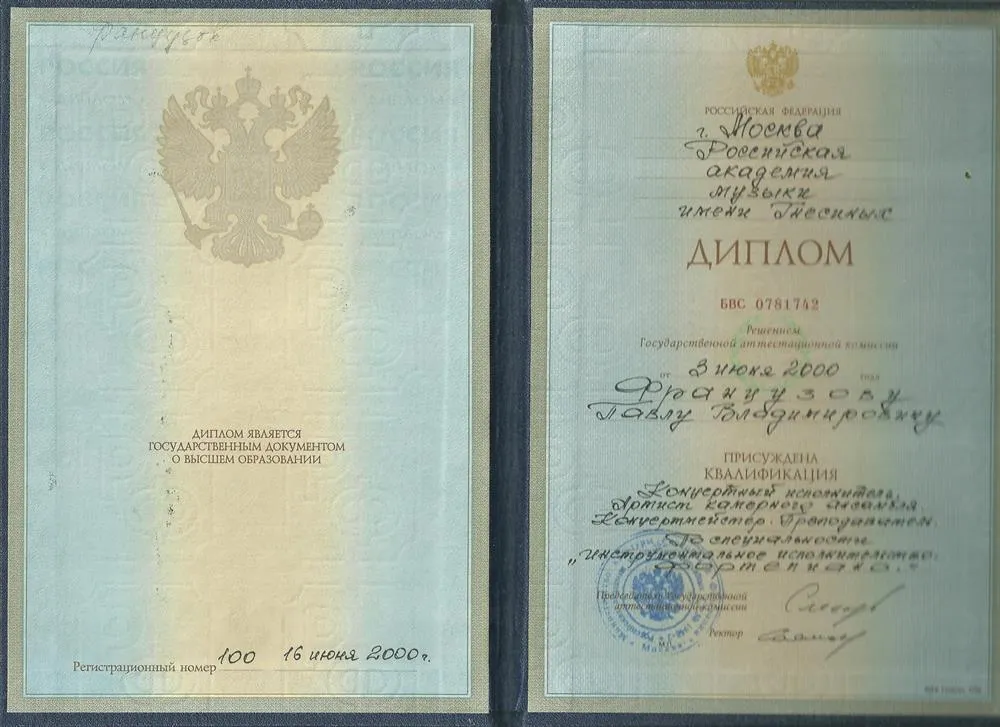 ДИПЛОМ ЯВЛЯЕТСЯ
ГОСУДАРСТВЕННЫМ ДОКУМЕНТОМ
О ВЫСШЕМ ОБРАЗОВАНИИ
Регистрационный номер 100 16 июня 2000 г.
РОССИЙСКАЯ ФЕДЕРАЦИЯ
г. Москва
Российская
академия
музыки
имени Гнесиных
ДИПЛОМ
БВС 0781742
Решением
Государственной аттестационной комиссии
от 3 июня 2000 года
Французову
Павлу Владимировичу
ПРИСУЖДЕНА
КВАЛИФИКАЦИЯ
Концертный исполнитель.
Артист камерного ансамбля.
Концертмейстер. Преподаватель.
По специальности
„Инструментальное исполнительство.
Фортепиано."
Председатель Государственной
аттестационной комиссии
Ректор
М.П.